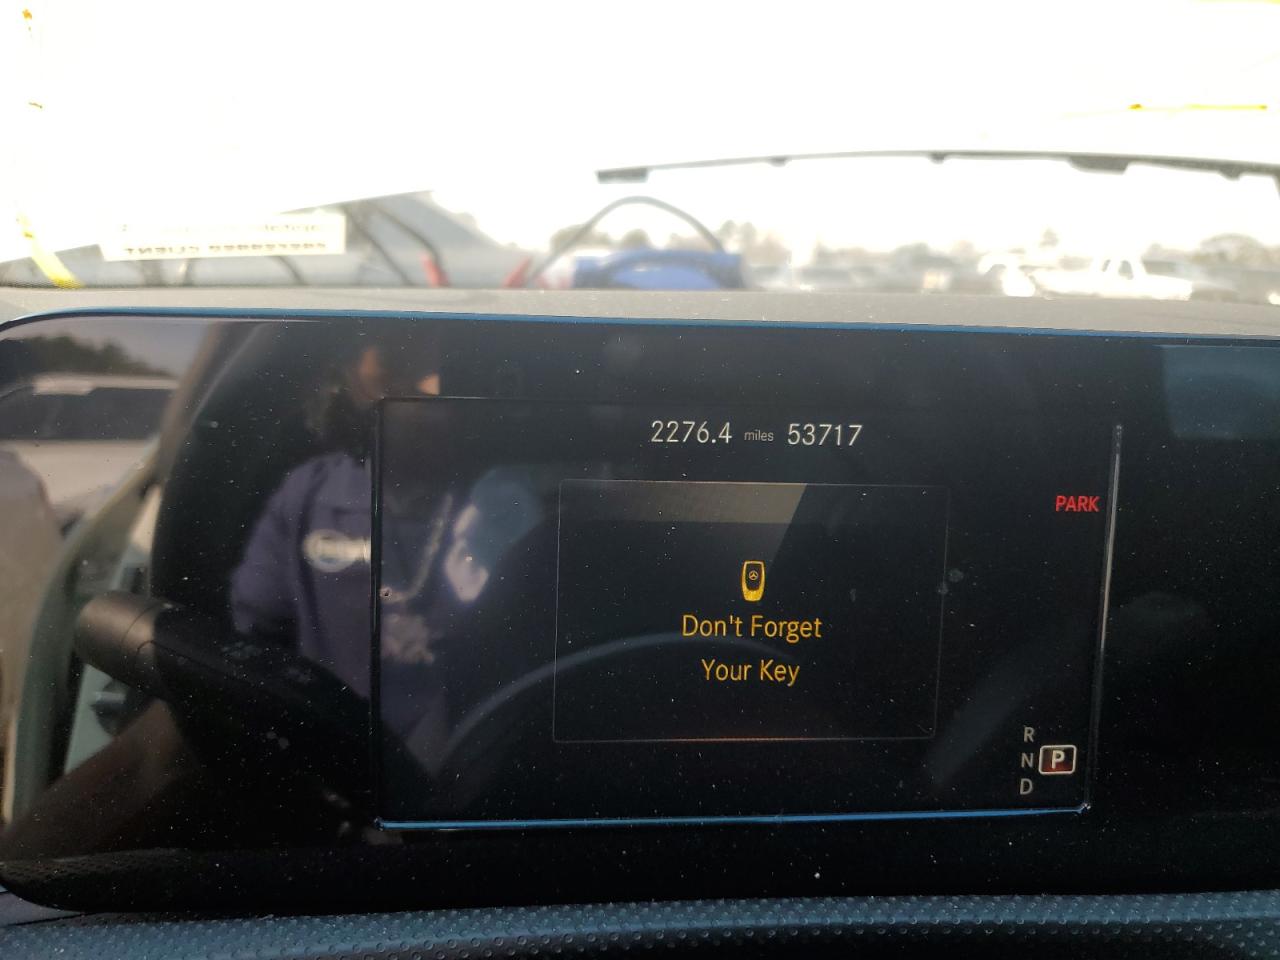 2276.4 miles 53717
PARK
Don't Forget
Your Key
R
N P
D